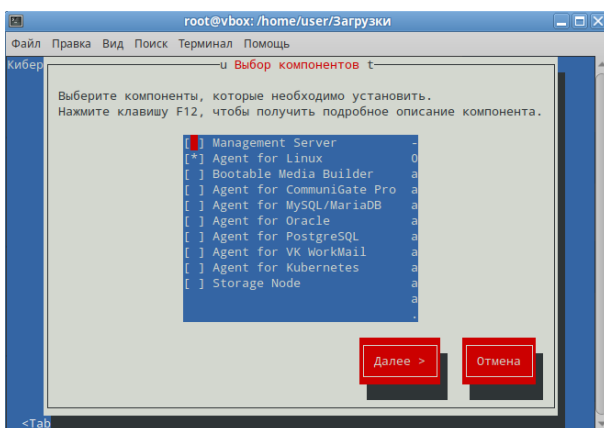 root@vbox: /home/user/Загрузки
Файл Правка Вид Поиск Терминал Помощь
Кибер
u Выбор компонентов t
Выберите компоненты, которые необходимо установить.
Нажмите клавишу F12, чтобы получить подробное описание компонента.
[ ] Management Server -
[*] Agent for Linux 0
[ ] Bootable Media Builder a
[ ] Agent for CommuniGate Pro a
[ ] Agent for MySQL/MariaDB a
[ ] Agent for Oracle a
[ ] Agent for PostgreSQL a
[ ] Agent for VK WorkMail a
[ ] Agent for Kubernetes a
[ ] Storage Node a
a
.
Далее > Отмена
<Tab